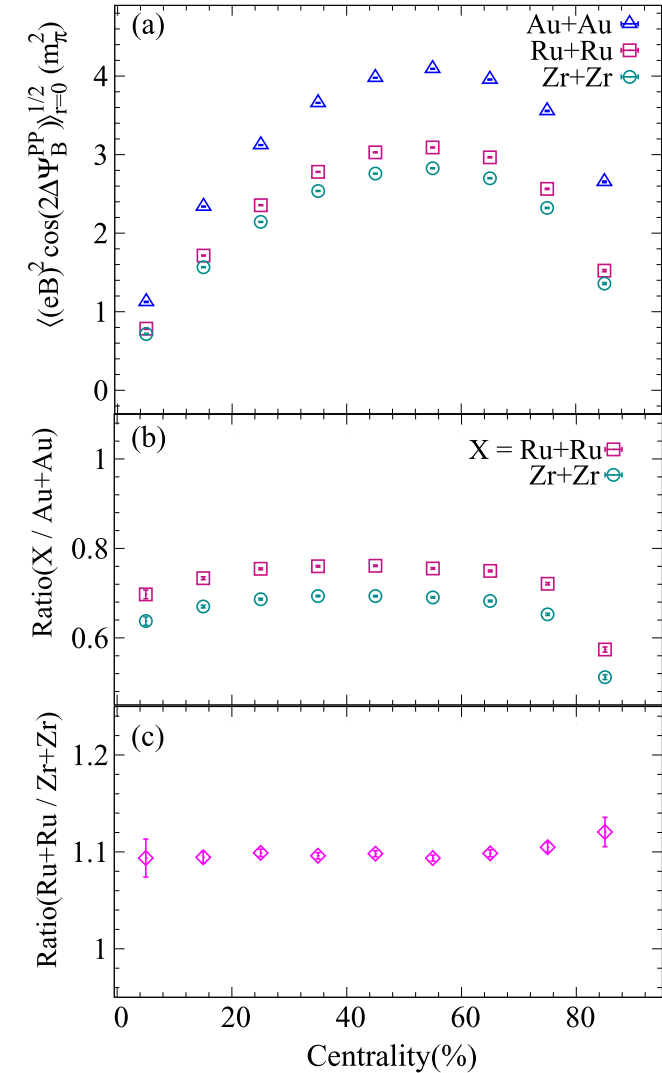 (a)
Au+Au
Ru+Ru
Zr+Zr
⟨(eB)² cos(2ΔΨ_B^PP)⟩_{r=0}^{1/2} (m_π^2)
4
3
2
1
0
(b)
X = Ru+Ru
Zr+Zr
Ratio(X / Au+Au)
1
0.8
0.6
(c)
Ratio(Ru+Ru / Zr+Zr)
1.2
1.1
1
0 20 40 60 80
Centrality(%)